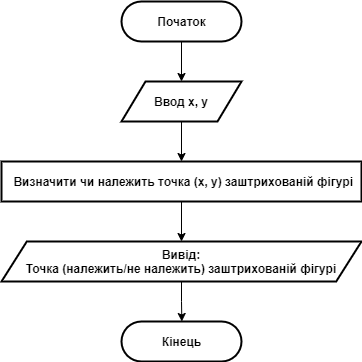 Початок
Ввод x, y
Визначити чи належить точка (x, y) заштрихованій фігурі
Вивід:
Точка (належить/не належить) заштрихованій фігурі
Кінець